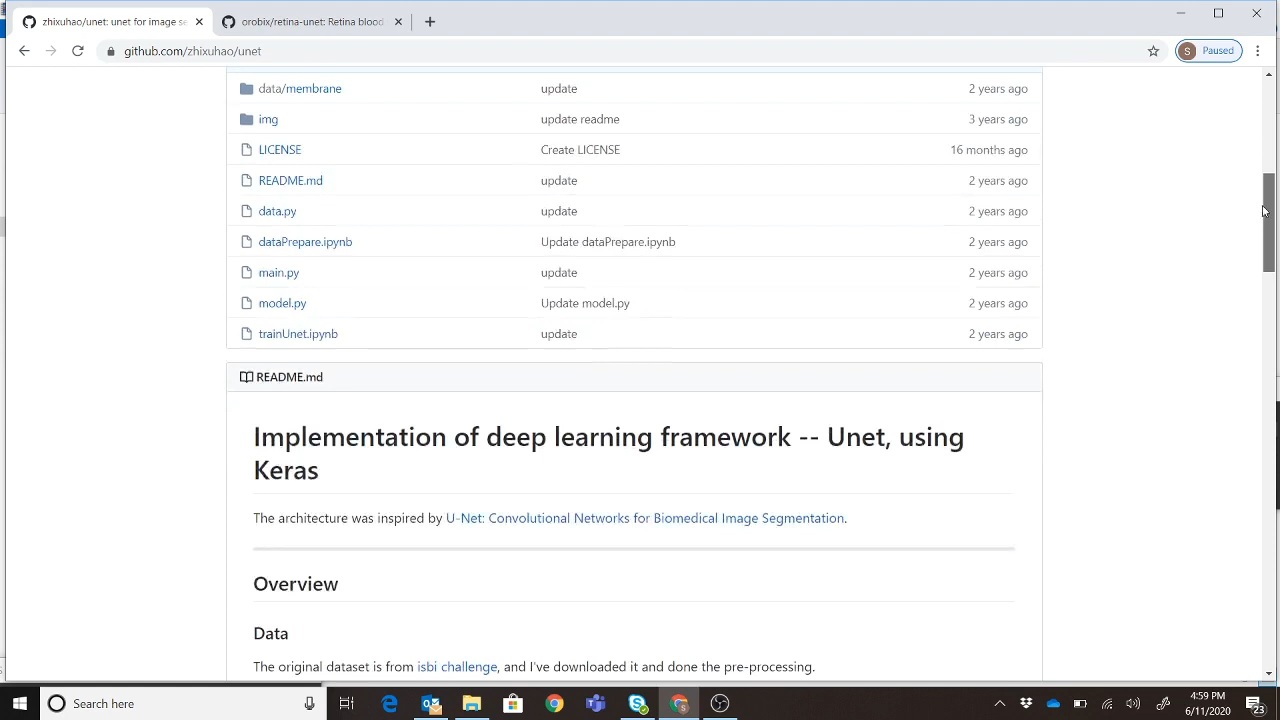 zhixuhao/unet: unet for image se
orobix/retina-unet: Retina blood
github.com/zhixuhao/unet
S Paused
data/membrane update 2 years ago
img update readme 3 years ago
LICENSE Create LICENSE 16 months ago
README.md update 2 years ago
data.py update 2 years ago
dataPrepare.ipynb Update dataPrepare.ipynb 2 years ago
main.py update 2 years ago
model.py Update model.py 2 years ago
trainUnet.ipynb update 2 years ago
README.md
Implementation of deep learning framework -- Unet, using
Keras
The architecture was inspired by U-Net: Convolutional Networks for Biomedical Image Segmentation.
Overview
Data
The original dataset is from isbi challenge, and I've downloaded it and done the pre-processing.
Search here
4:59 PM
6/11/2020
23